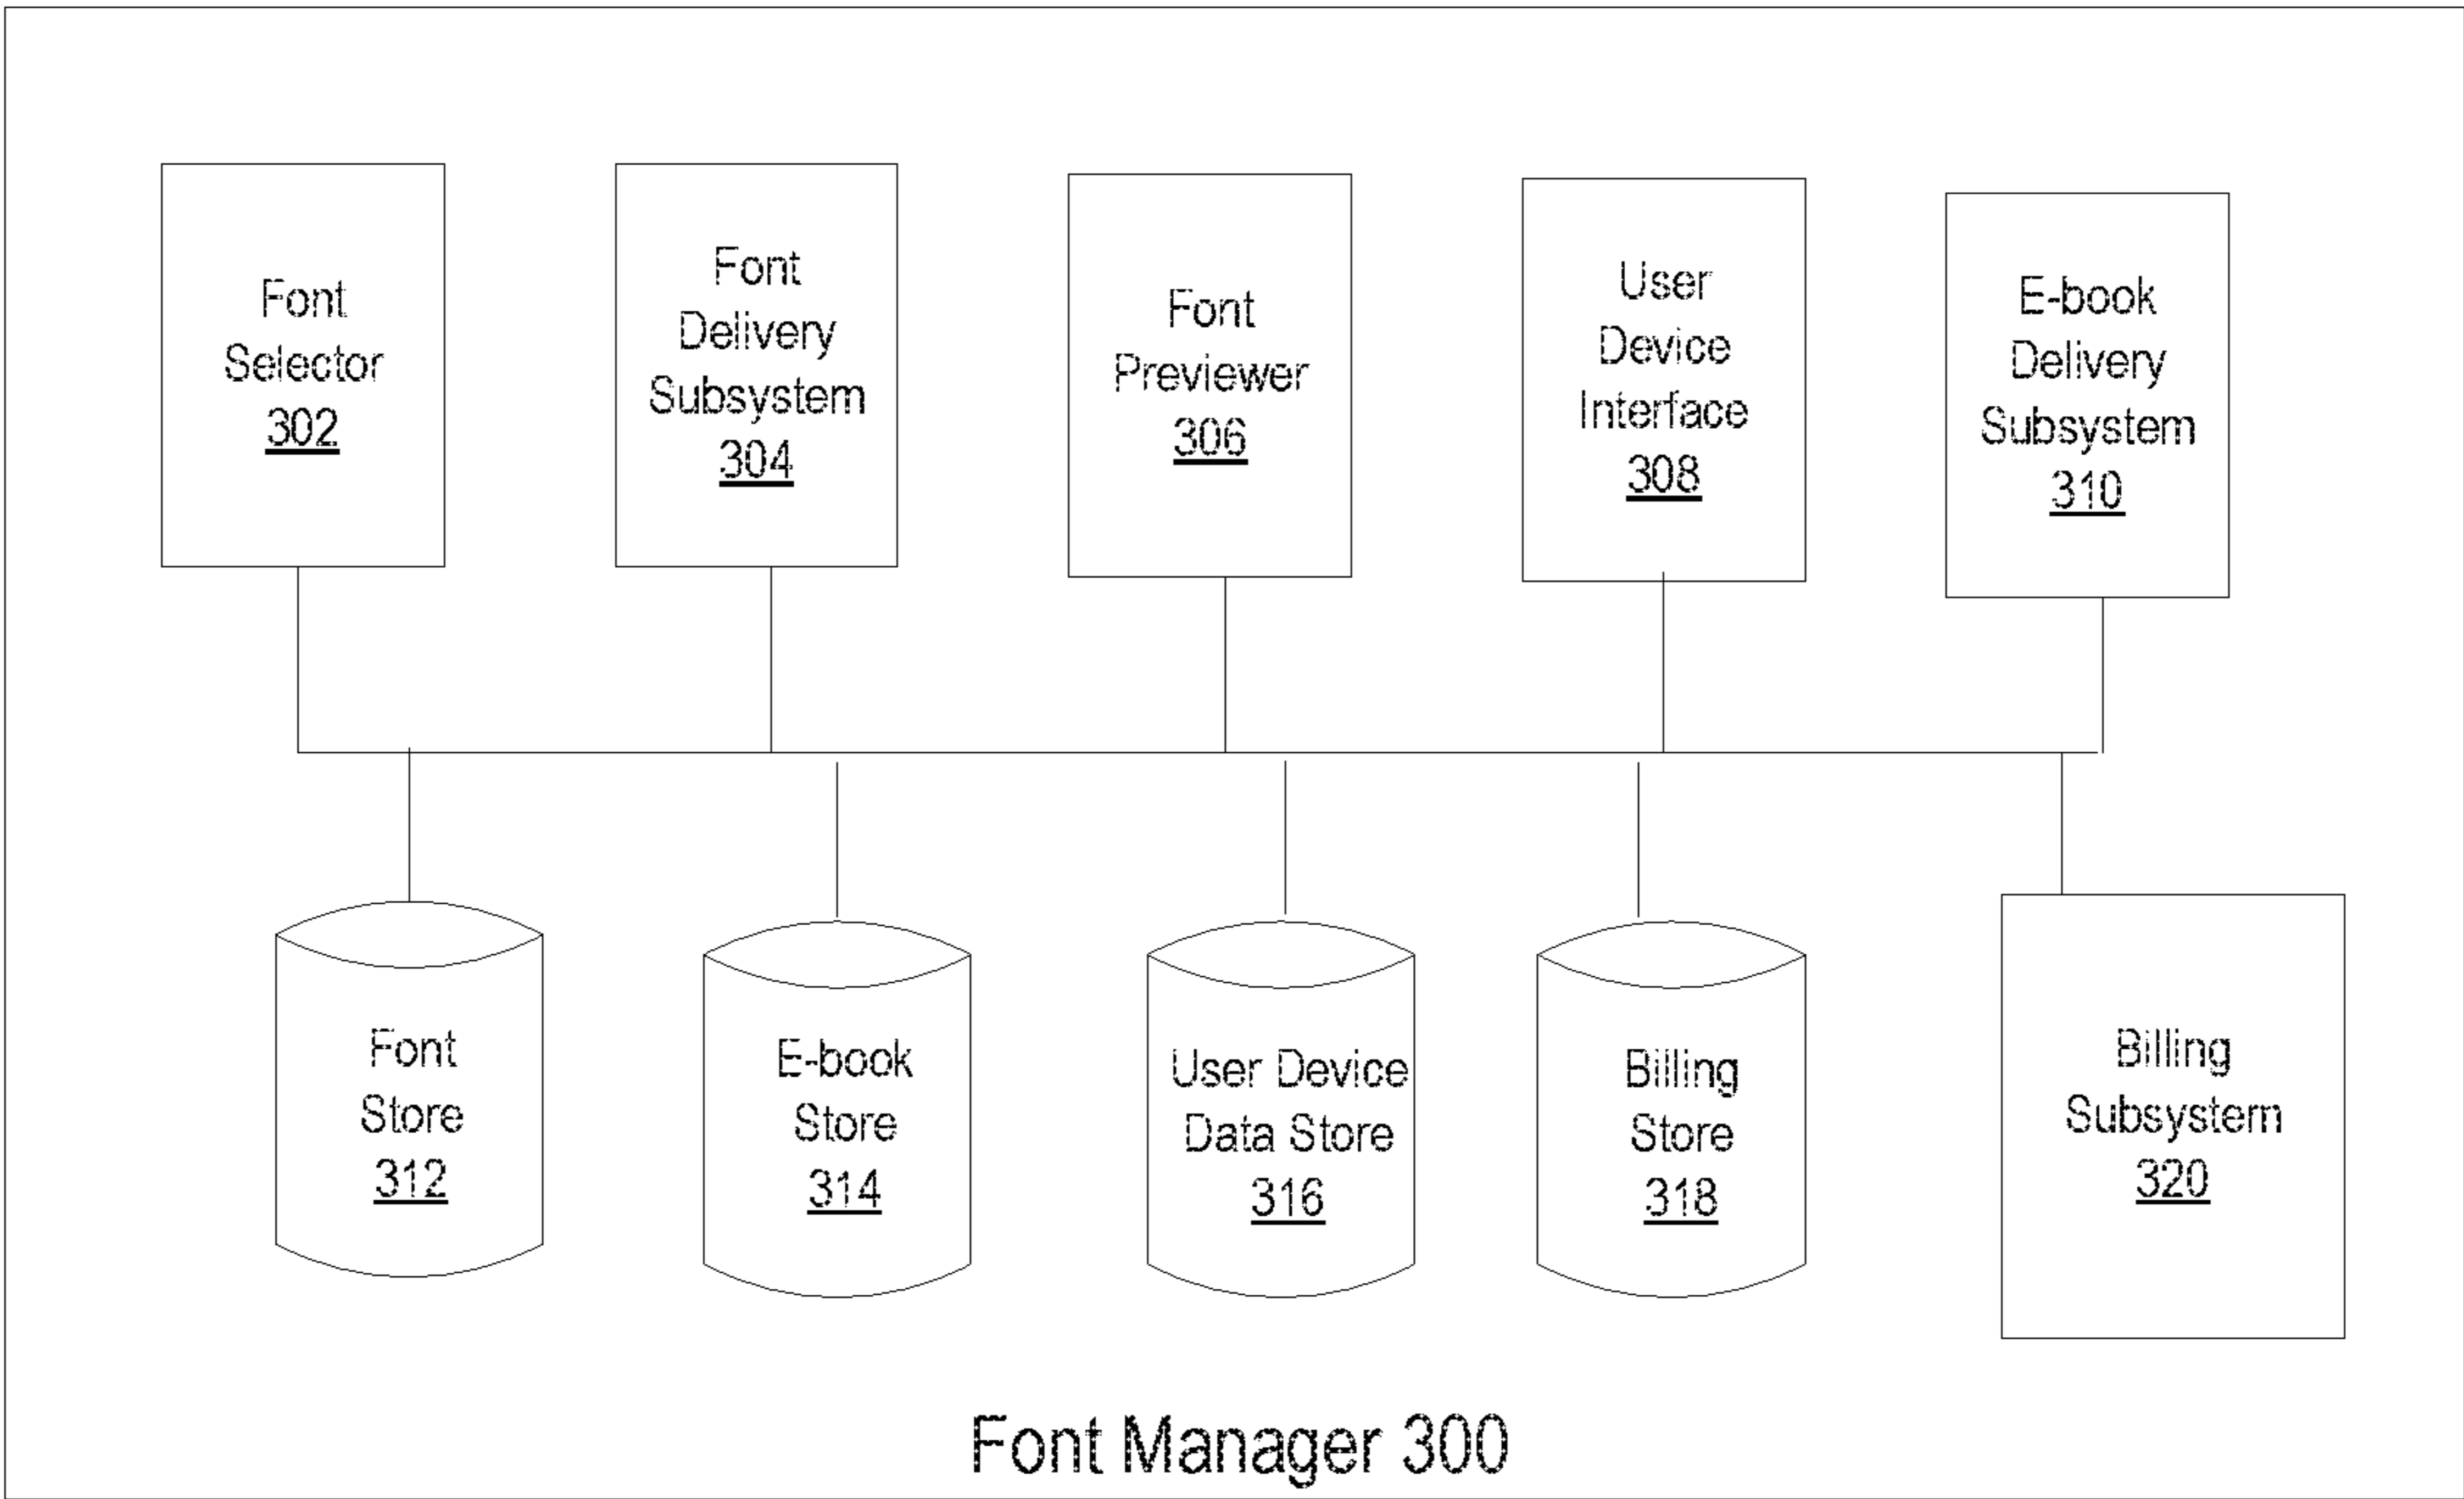 Font
Selector
302
Font
Delivery
Subsystem
304
Font
Previewer
306
User
Device
Interface
308
E-book
Delivery
Subsystem
310
Font
Store
312
E-book
Store
314
User Device
Data Store
316
Billing
Store
318
Billing
Subsystem
320
Font Manager 300